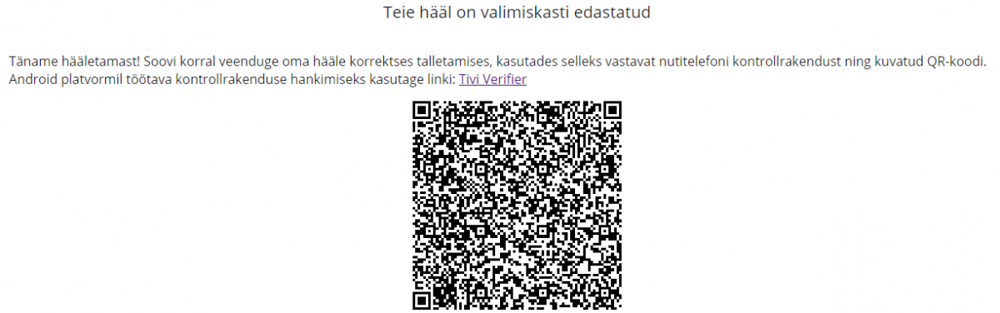 Teie hääl on valimiskasti edastatud
Täname hääletamast! Soovi korral veenduge oma hääle korrektses talletamises, kasutades selleks vastavat nutitelefoni kontrollrakendust ning kuvatud QR-koodi.
Android platvormil töötava kontrollrakenduse hankimiseks kasutage linki: Tivi Verifier